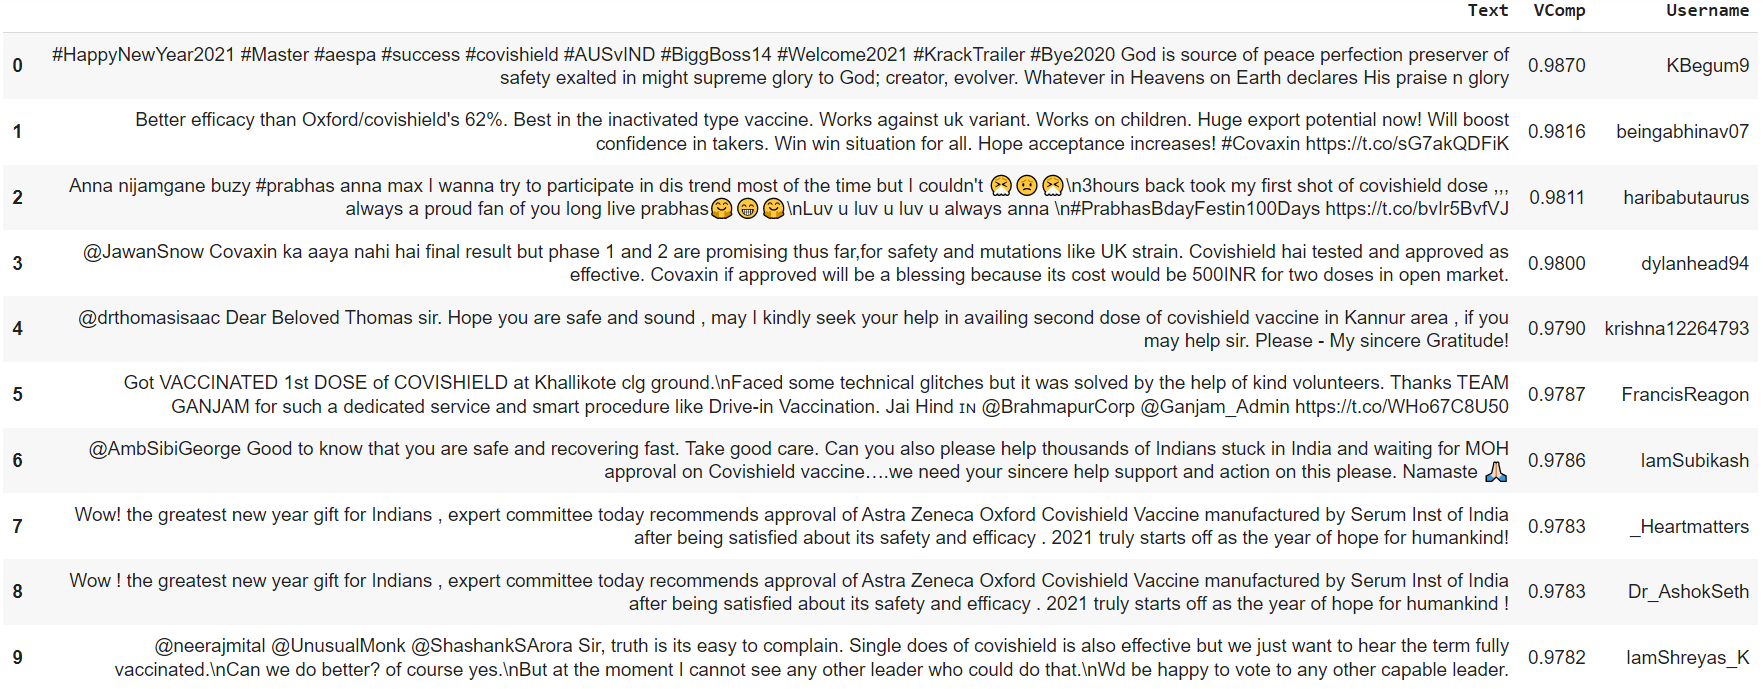 Text VComp Username
0 #HappyNewYear2021 #Master #aespa #success #covishield #AUSvIND #BiggBoss14 #Welcome2021 #KrackTrailer #Bye2020 God is source of peace perfection preserver of
safety exalted in might supreme glory to God; creator, evolver. Whatever in Heavens on Earth declares His praise n glory 0.9870 KBegum9
1 Better efficacy than Oxford/covishield's 62%. Best in the inactivated type vaccine. Works against uk variant. Works on children. Huge export potential now! Will boost
confidence in takers. Win win situation for all. Hope acceptance increases! #Covaxin https://t.co/sG7akQDFiK 0.9816 beingabhinav07
2 Anna nijamgane buzy #prabhas anna max I wanna try to participate in dis trend most of the time but I couldn't 🤧😟🤧\n3hours back took my first shot of covishield dose ,,,
always a proud fan of you long live prabhas🤗😁🤗\nLuv u luv u luv u always anna \n#PrabhasBdayFestin100Days https://t.co/bvIr5BvfVJ 0.9811 haribabutaurus
3 @JawanSnow Covaxin ka aaya nahi hai final result but phase 1 and 2 are promising thus far,for safety and mutations like UK strain. Covishield hai tested and approved as
effective. Covaxin if approved will be a blessing because its cost would be 500INR for two doses in open market. 0.9800 dylanhead94
4 @drthomasisaac Dear Beloved Thomas sir. Hope you are safe and sound , may I kindly seek your help in availing second dose of covishield vaccine in Kannur area , if you
may help sir. Please - My sincere Gratitude! 0.9790 krishna12264793
5 Got VACCINATED 1st DOSE of COVISHIELD at Khallikote clg ground.\nFaced some technical glitches but it was solved by the help of kind volunteers. Thanks TEAM
GANJAM for such a dedicated service and smart procedure like Drive-in Vaccination. Jai Hind 🇮🇳 @BrahmapurCorp @Ganjam_Admin https://t.co/WHo67C8U50 0.9787 FrancisReagon
6 @AmbSibiGeorge Good to know that you are safe and recovering fast. Take good care. Can you also please help thousands of Indians stuck in India and waiting for MOH
approval on Covishield vaccine….we need your sincere help support and action on this please. Namaste 🙏🏻 0.9786 IamSubikash
7 Wow! the greatest new year gift for Indians , expert committee today recommends approval of Astra Zeneca Oxford Covishield Vaccine manufactured by Serum Inst of India
after being satisfied about its safety and efficacy . 2021 truly starts off as the year of hope for humankind! 0.9783 _Heartmatters
8 Wow ! the greatest new year gift for Indians , expert committee today recommends approval of Astra Zeneca Oxford Covishield Vaccine manufactured by Serum Inst of India
after being satisfied about its safety and efficacy . 2021 truly starts off as the year of hope for humankind ! 0.9783 Dr_AshokSeth
9 @neerajmital @UnusualMonk @ShashankSArora Sir, truth is its easy to complain. Single does of covishield is also effective but we just want to hear the term fully
vaccinated.\nCan we do better? of course yes.\nBut at the moment I cannot see any other leader who could do that.\nWd be happy to vote to any other capable leader. 0.9782 IamShreyas_K